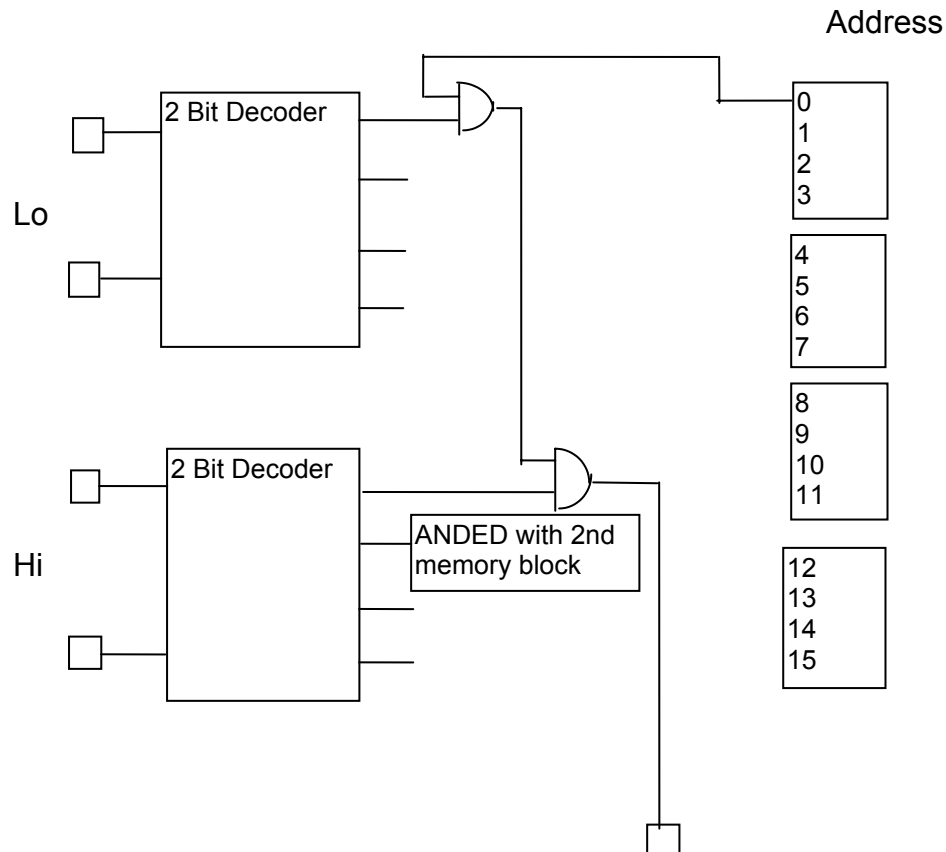 Address
2 Bit Decoder
Lo
0
1
2
3
4
5
6
7
2 Bit Decoder
Hi
ANDED with 2nd
memory block
8
9
10
11
12
13
14
15